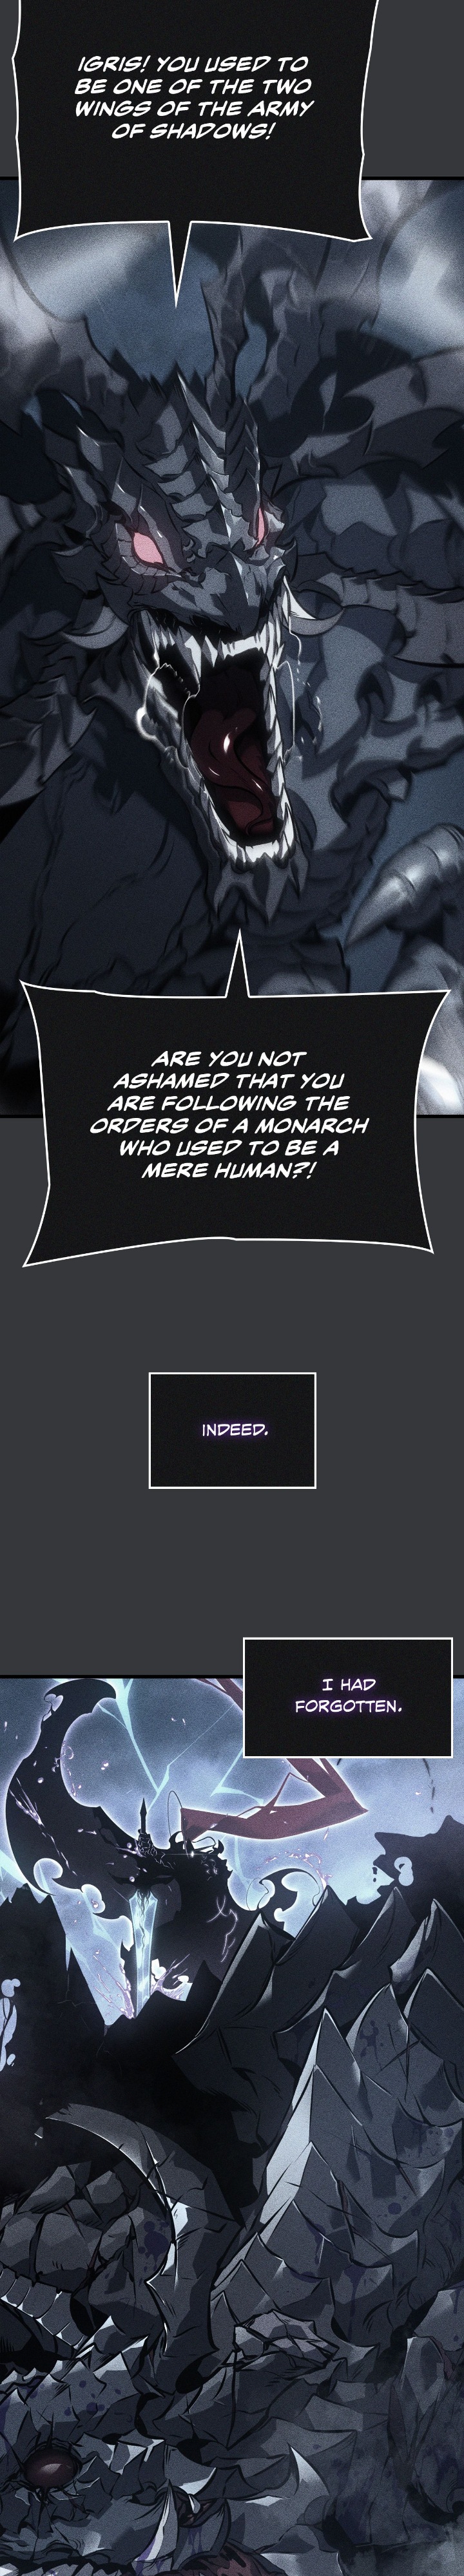 IGRIS! YOU USED TO
BE ONE OF THE TWO
WINGS OF THE ARMY
OF SHADOWS!
ARE YOU NOT
ASHAMED THAT YOU
ARE FOLLOWING THE
ORDERS OF A MONARCH
WHO USED TO BE A
MERE HUMAN?!
INDEED.
I HAD
FORGOTTEN.